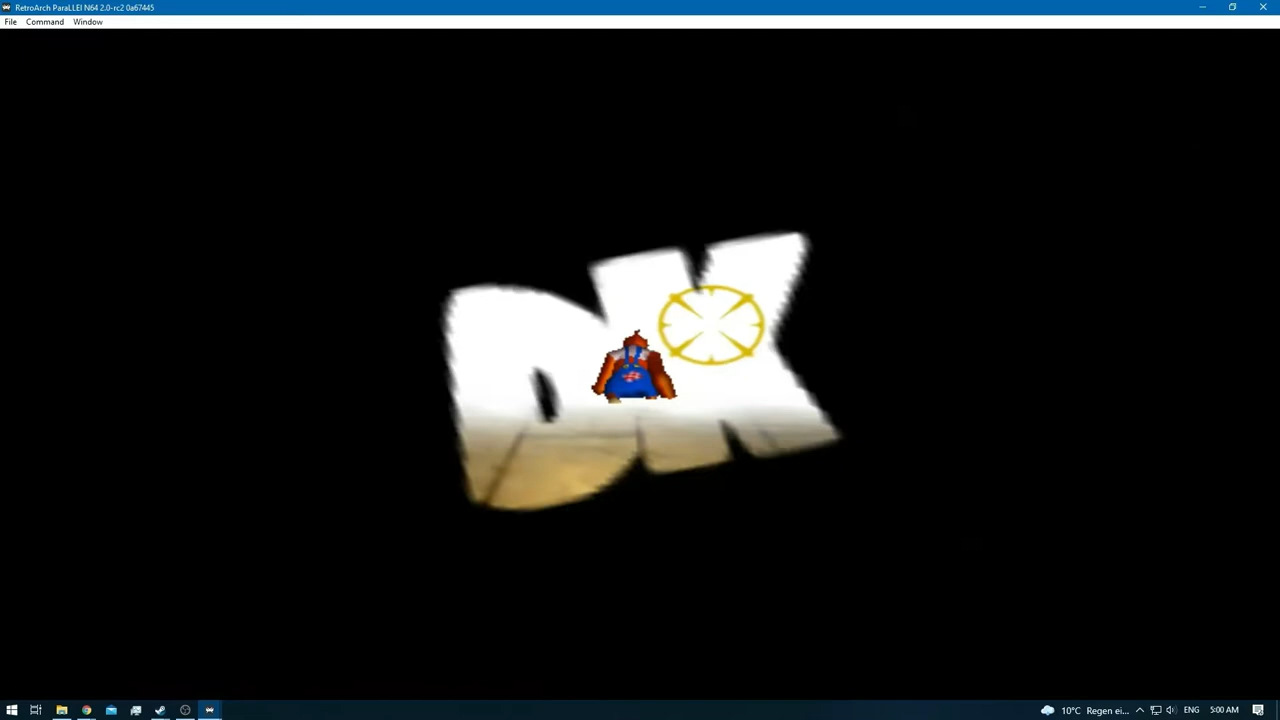 RetroArch ParaLLEl N64 2.0-rc2 0a67445
File Command Window
DK
10°C Regen ei... ENG 5:00 AM